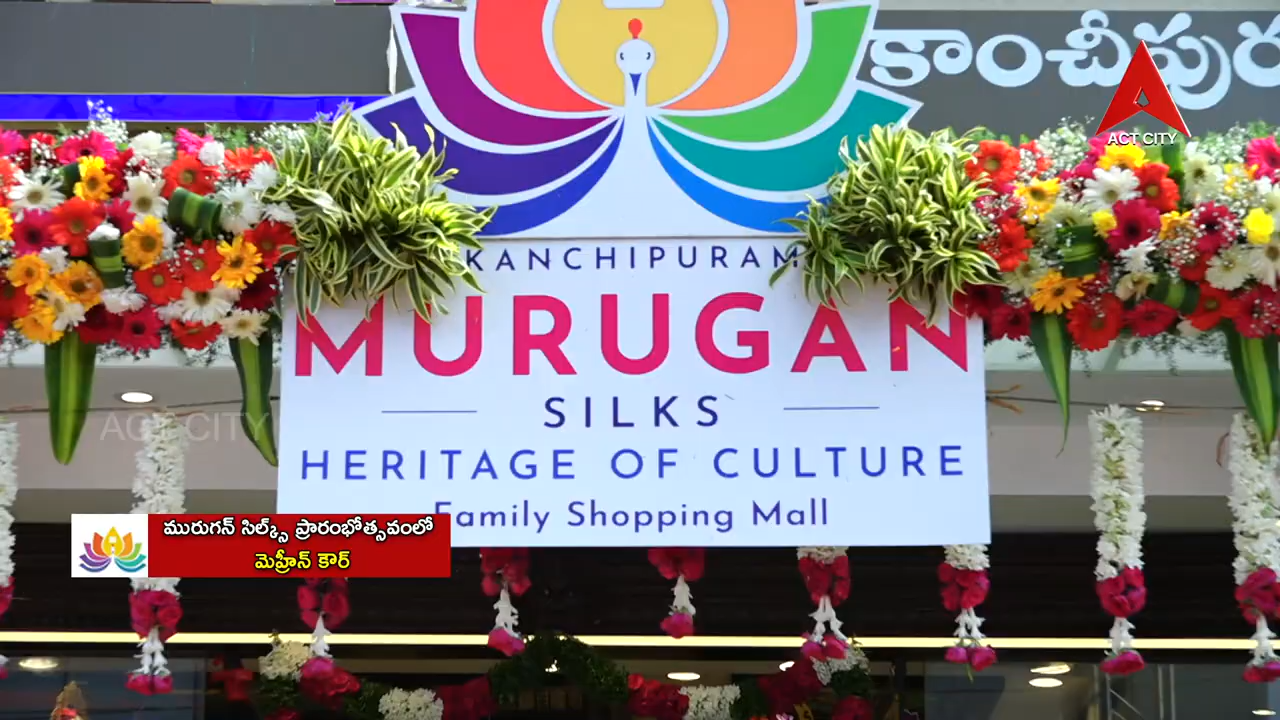 కాంచీపుర
ACT CITY
KANCHIPURAM
MURUGAN
SILKS
HERITAGE OF CULTURE
Family Shopping Mall
ACT CITY
మురుగన్ సిల్క్స్ ప్రారంభోత్సవంలో
మెహ్రీన్ కౌర్